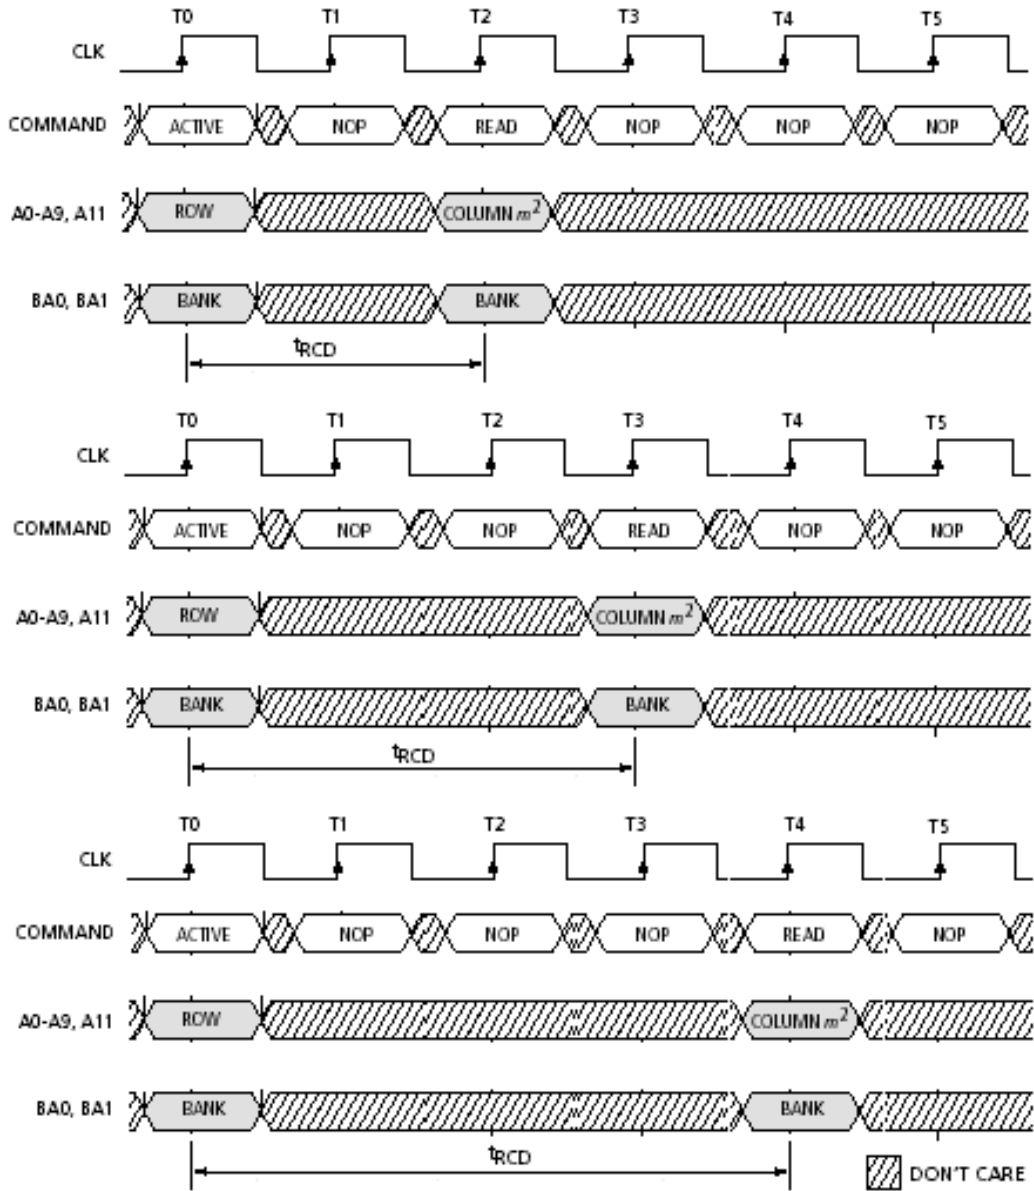 T0 T1 T2 T3 T4 T5
CLK
COMMAND ACTIVE NOP READ NOP NOP NOP
A0-A9, A11 ROW COLUMN m²
BA0, BA1 BANK BANK
tRCD
T0 T1 T2 T3 T4 T5
CLK
COMMAND ACTIVE NOP NOP READ NOP NOP
A0-A9, A11 ROW COLUMN m²
BA0, BA1 BANK BANK
tRCD
T0 T1 T2 T3 T4 T5
CLK
COMMAND ACTIVE NOP NOP NOP READ NOP
A0-A9, A11 ROW COLUMN m²
BA0, BA1 BANK BANK
tRCD
DON'T CARE